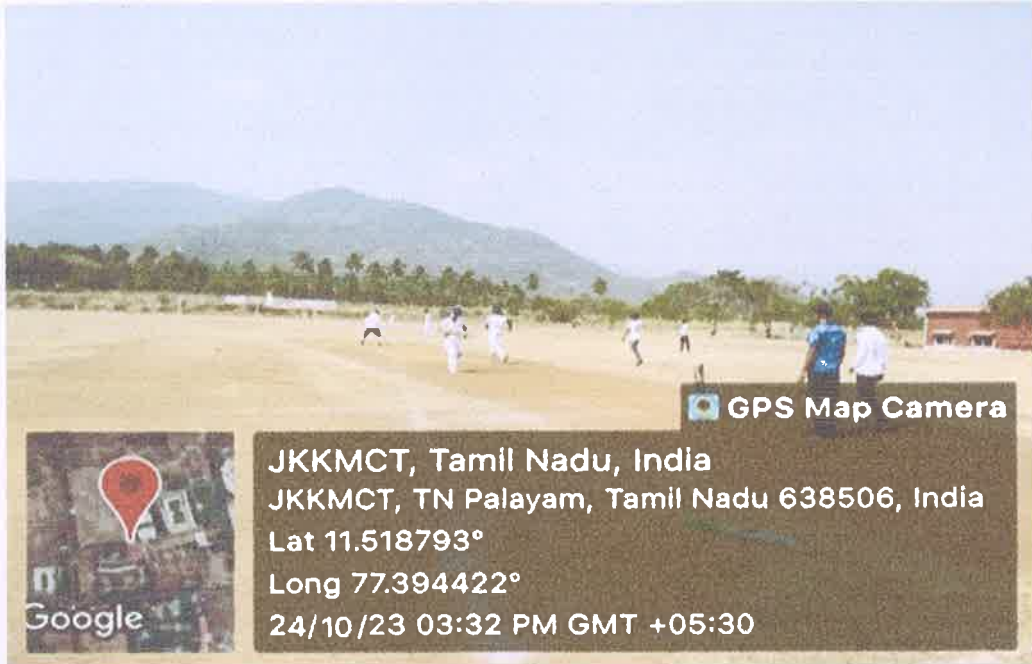 GPS Map Camera
JKKMCT, Tamil Nadu, India
JKKMCT, TN Palayam, Tamil Nadu 638506, India
Lat 11.518793°
Long 77.394422°
24/10/23 03:32 PM GMT +05:30
Google